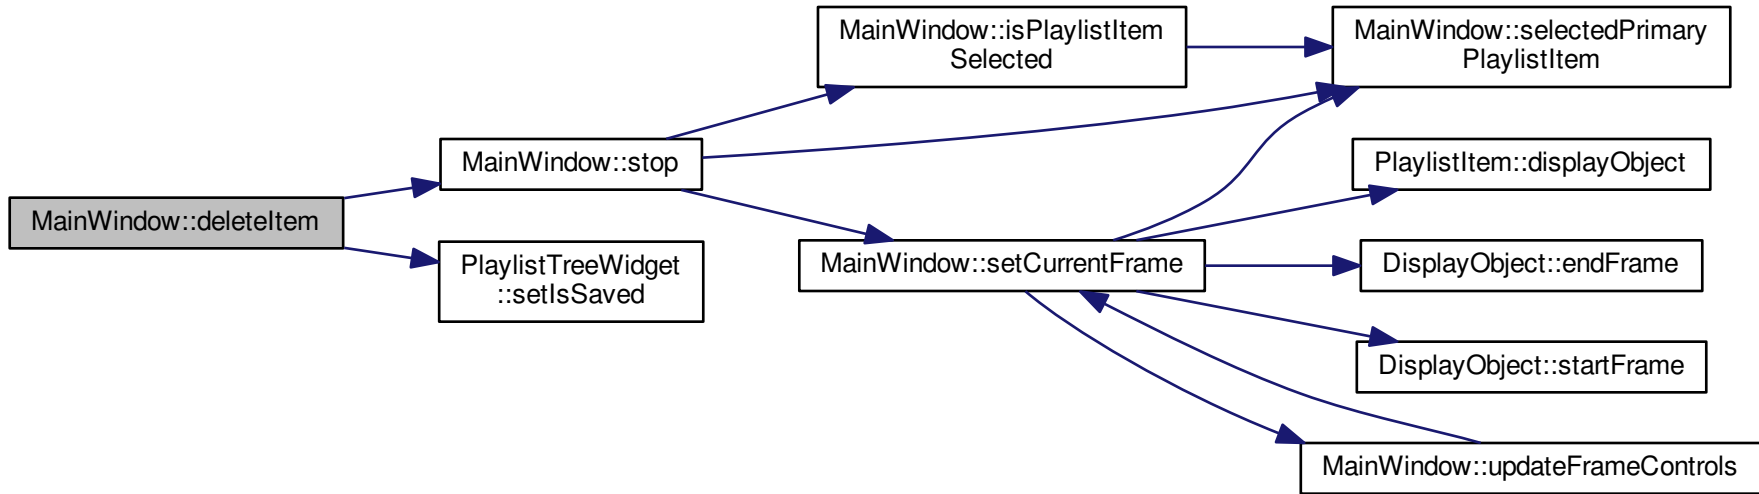 MainWindow::deleteItem
MainWindow::stop
PlaylistTreeWidget
::setIsSaved
MainWindow::isPlaylistItem
Selected
MainWindow::setCurrentFrame
MainWindow::selectedPrimary
PlaylistItem
PlaylistItem::displayObject
DisplayObject::endFrame
DisplayObject::startFrame
MainWindow::updateFrameControls